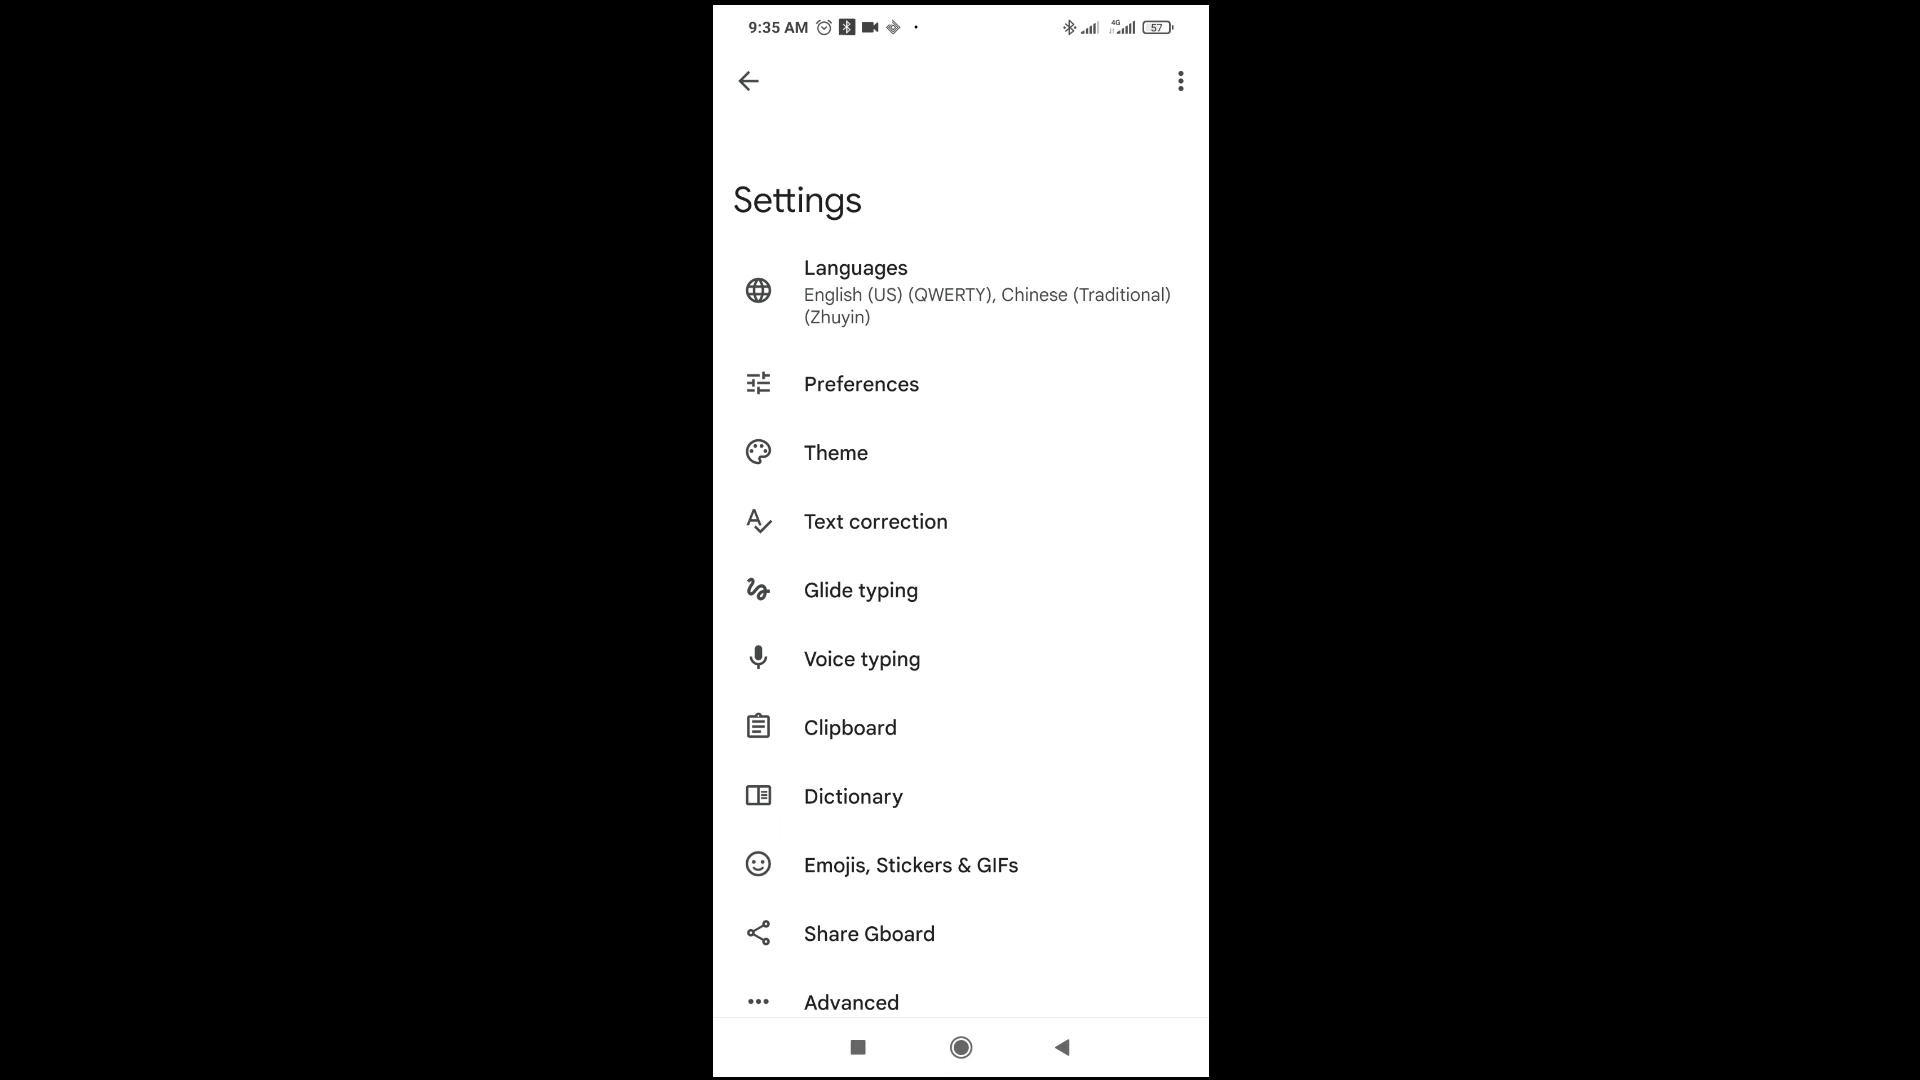 9:35 AM
4G
57
Settings
Languages
English (US) (QWERTY), Chinese (Traditional)
(Zhuyin)
Preferences
Theme
Text correction
Glide typing
Voice typing
Clipboard
Dictionary
Emojis, Stickers & GIFs
Share Gboard
Advanced